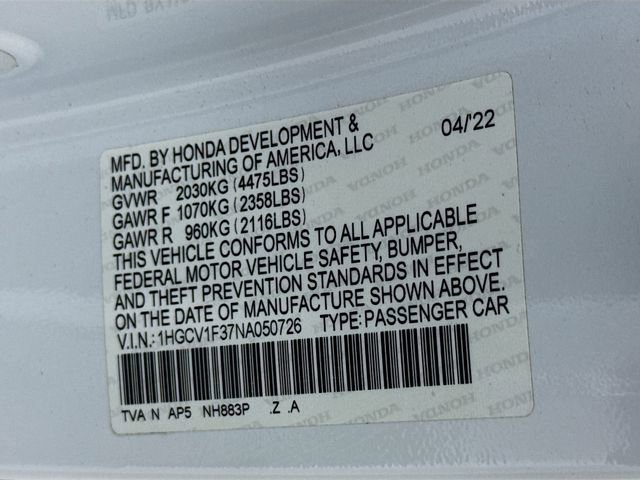 MFD. BY HONDA DEVELOPMENT & 04/'22
MANUFACTURING OF AMERICA, LLC
GVWR 2030KG (4475LBS)
GAWR F 1070KG (2358LBS)
GAWR R 960KG (2116LBS)
THIS VEHICLE CONFORMS TO ALL APPLICABLE
FEDERAL MOTOR VEHICLE SAFETY, BUMPER,
AND THEFT PREVENTION STANDARDS IN EFFECT
ON THE DATE OF MANUFACTURE SHOWN ABOVE.
V.I.N.: 1HGCV1F37NA050726 TYPE: PASSENGER CAR
TVA N AP5 NH883P .Z .A